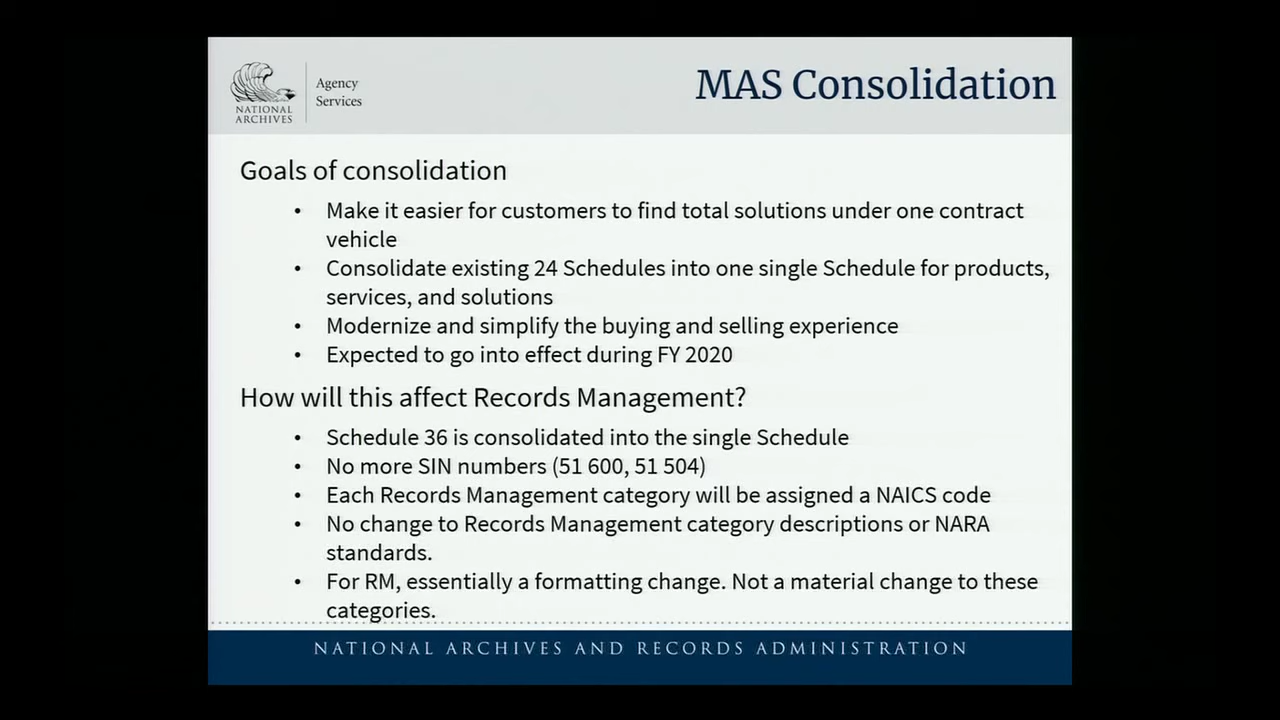 NATIONAL
ARCHIVES
Agency
Services
MAS Consolidation
Goals of consolidation
• Make it easier for customers to find total solutions under one contract
vehicle
• Consolidate existing 24 Schedules into one single Schedule for products,
services, and solutions
• Modernize and simplify the buying and selling experience
• Expected to go into effect during FY 2020
How will this affect Records Management?
• Schedule 36 is consolidated into the single Schedule
• No more SIN numbers (51 600, 51 504)
• Each Records Management category will be assigned a NAICS code
• No change to Records Management category descriptions or NARA
standards.
• For RM, essentially a formatting change. Not a material change to these
categories.
NATIONAL ARCHIVES AND RECORDS ADMINISTRATION